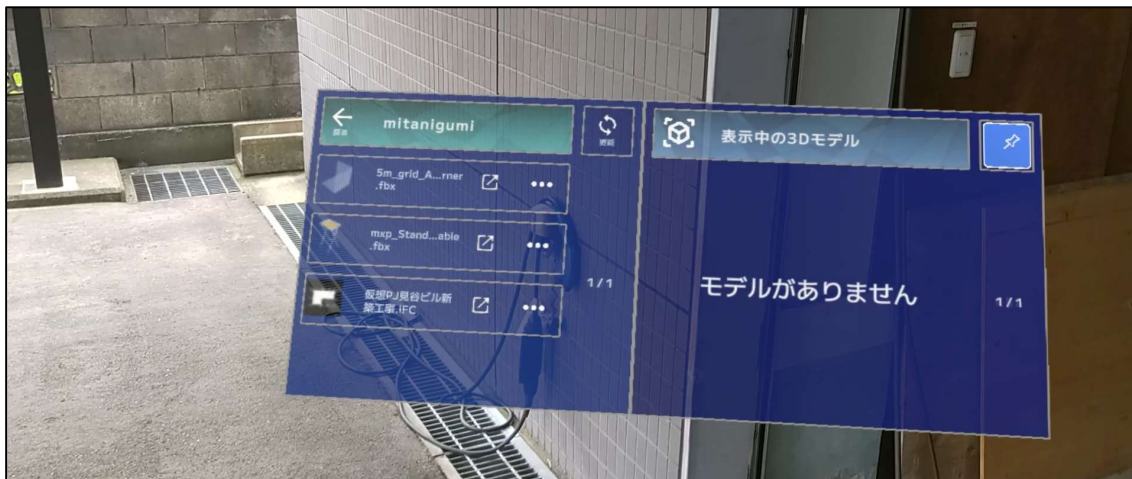 mitanigumi
更新
5m_grid_A...rner
.fbx
mxp_Stand...able
.fbx
仮想PJ見谷ビル新
築工事.IFC
1/1
表示中の3Dモデル
モデルがありません
1/1